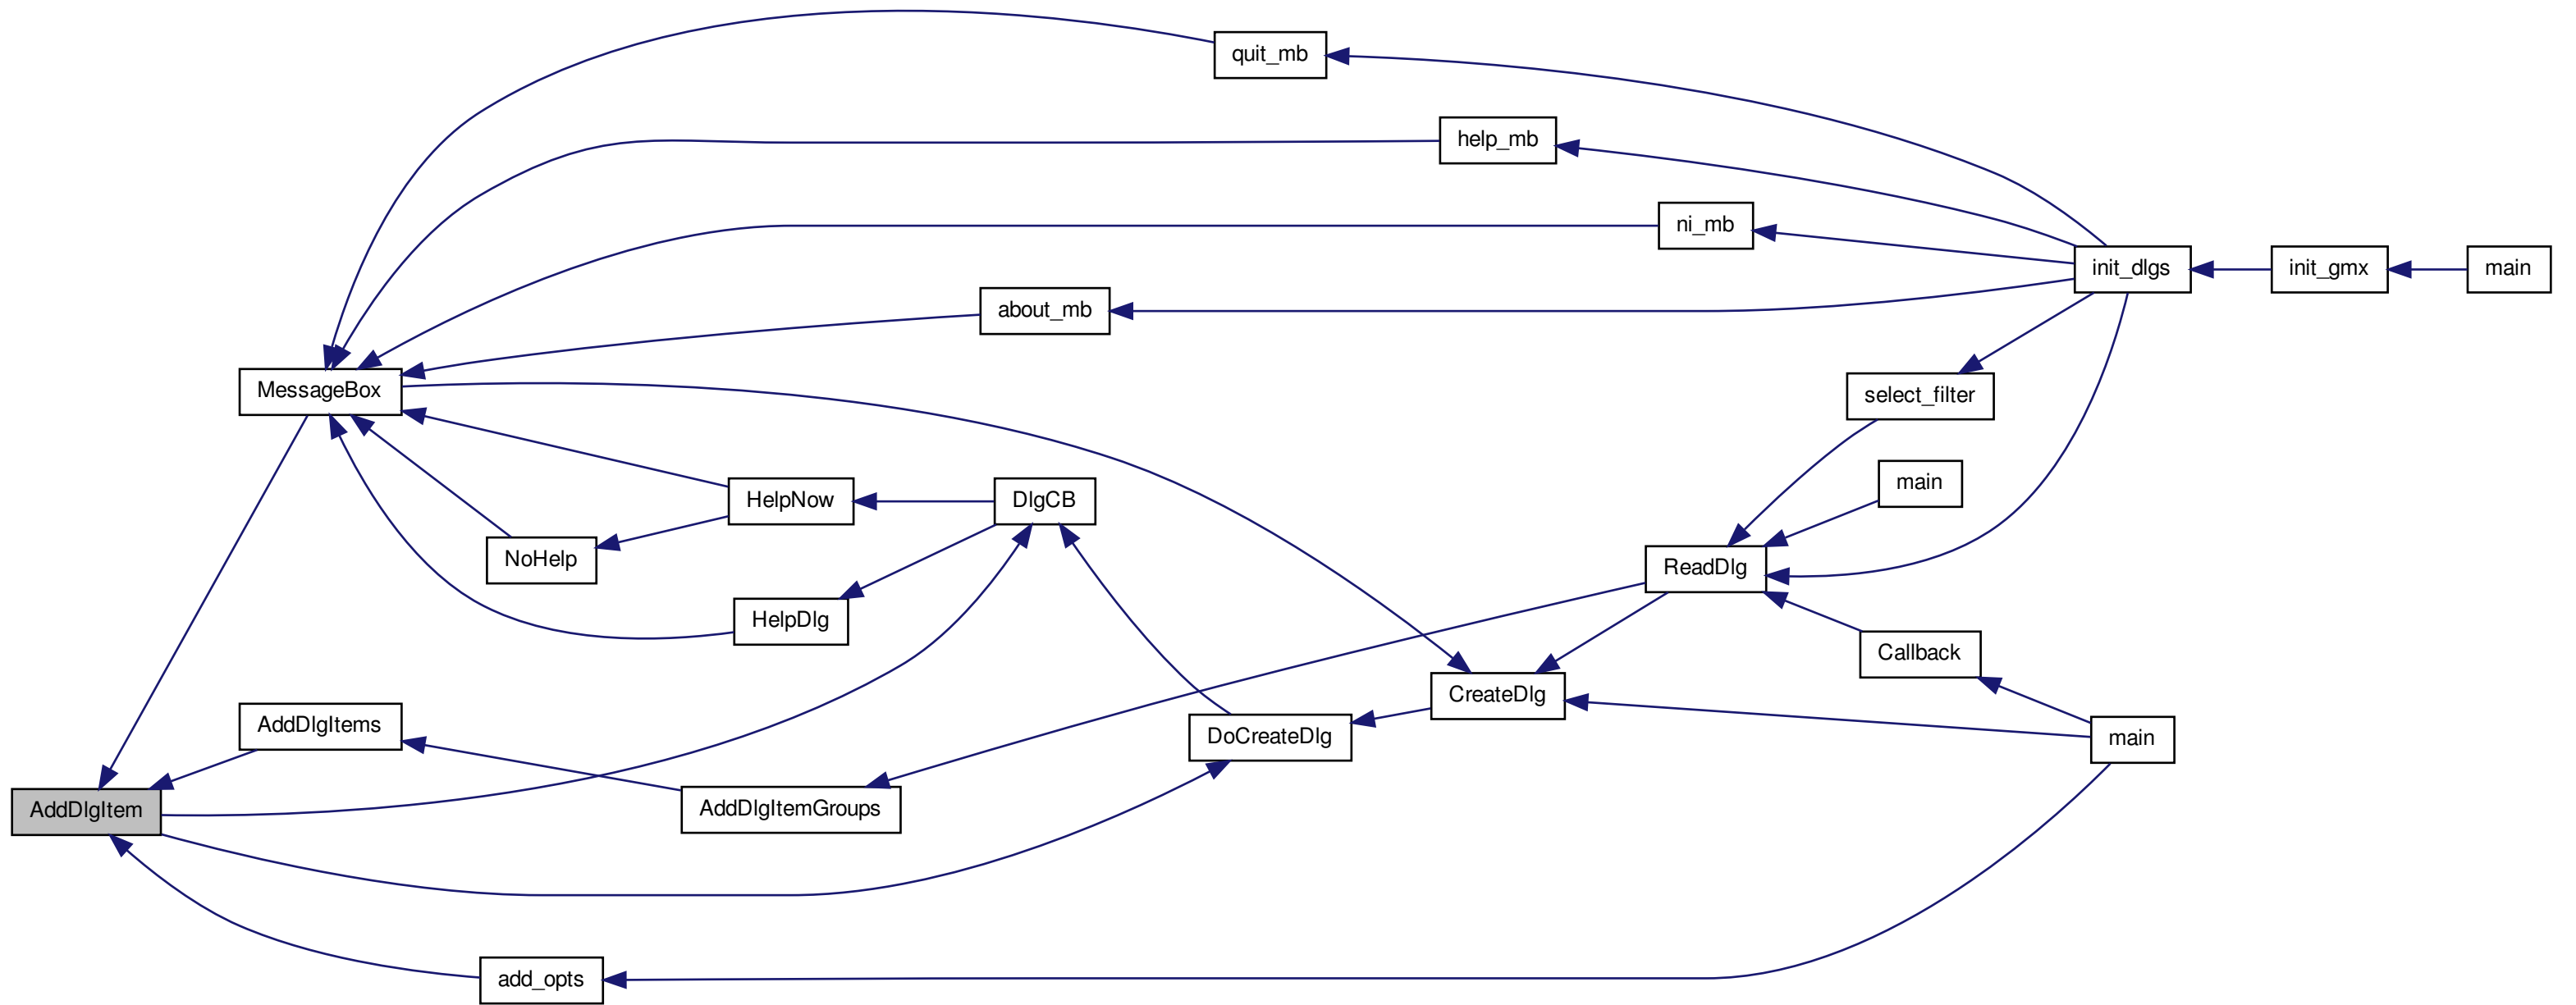 quit_mb
help_mb
ni_mb
init_dlgs
init_gmx
main
about_mb
MessageBox
select_filter
main
HelpNow
DlgCB
NoHelp
ReadDlg
HelpDlg
Callback
CreateDlg
AddDlgItems
DoCreateDlg
main
AddDlgItem
AddDlgItemGroups
add_opts